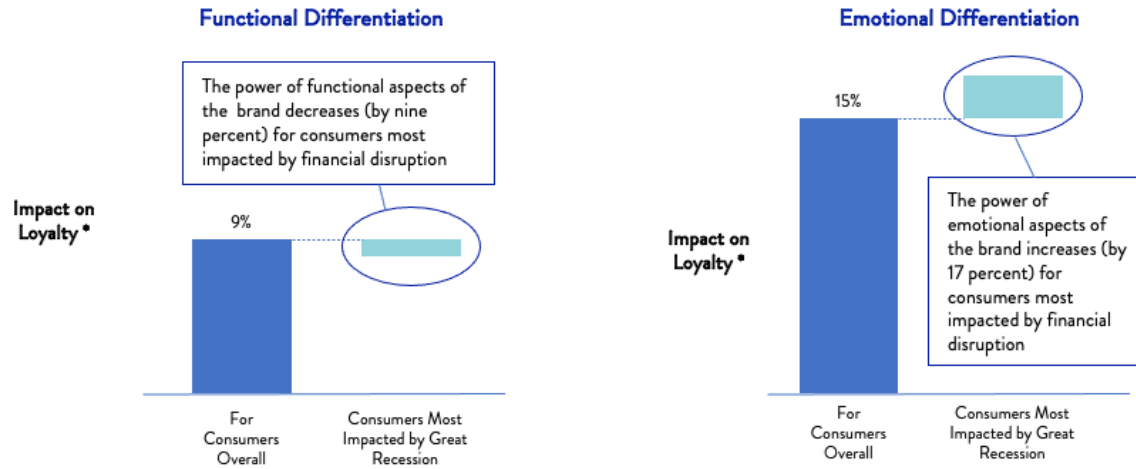 Functional Differentiation
The power of functional aspects of
the brand decreases (by nine
percent) for consumers most
impacted by financial disruption
Impact on
Loyalty *
9%
For
Consumers
Overall
Consumers Most
Impacted by Great
Recession
Emotional Differentiation
15%
Impact on
Loyalty *
The power of
emotional aspects of
the brand increases (by
17 percent) for
consumers most
impacted by financial
disruption
For
Consumers
Overall
Consumers Most
Impacted by Great
Recession